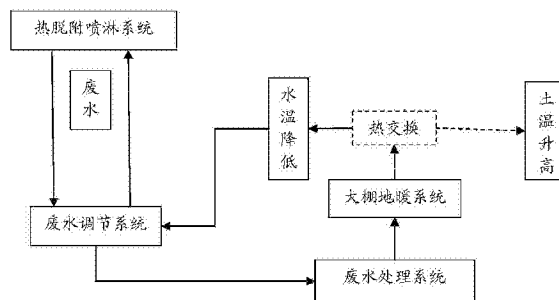 热脱附喷淋系统
废水
水温降低
热交换
土温升高
大棚地暖系统
废水调节系统
废水处理系统